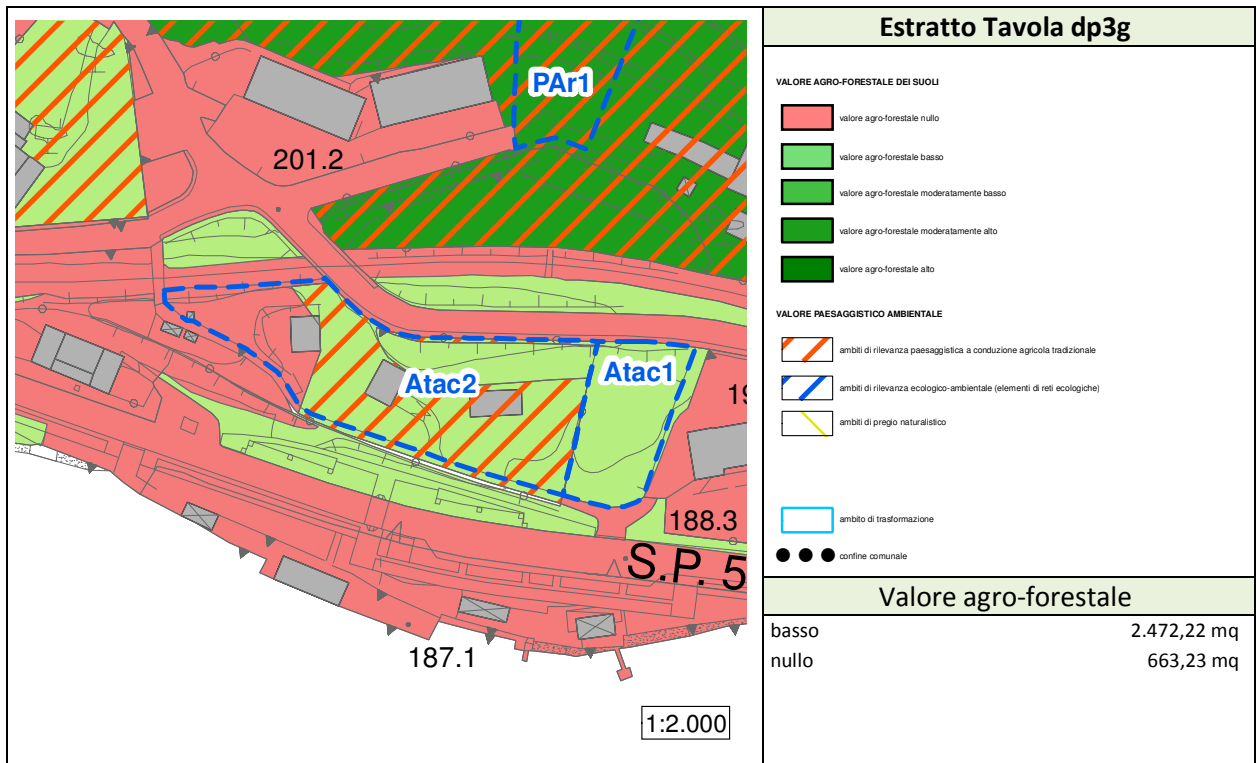 PAr1
201.2
Atac2
Atac1
19
188.3
S.P. 5
187.1
1:2.000
Estratto Tavola dp3g
VALORE AGRO-FORESTALE DEI SUOLI
valore agro-forestale nullo
valore agro-forestale basso
valore agro-forestale moderatamente basso
valore agro-forestale moderatamente alto
valore agro-forestale alto
VALORE PAESAGGISTICO AMBIENTALE
ambiti di rilevanza paesaggistica a conduzione agricola tradizionale
ambiti di rilevanza ecologico-ambientale (elementi di reti ecologiche)
ambiti di pregio naturalistico
ambito di trasformazione
confine comunale
Valore agro-forestale
basso 2.472,22 mq
nullo 663,23 mq